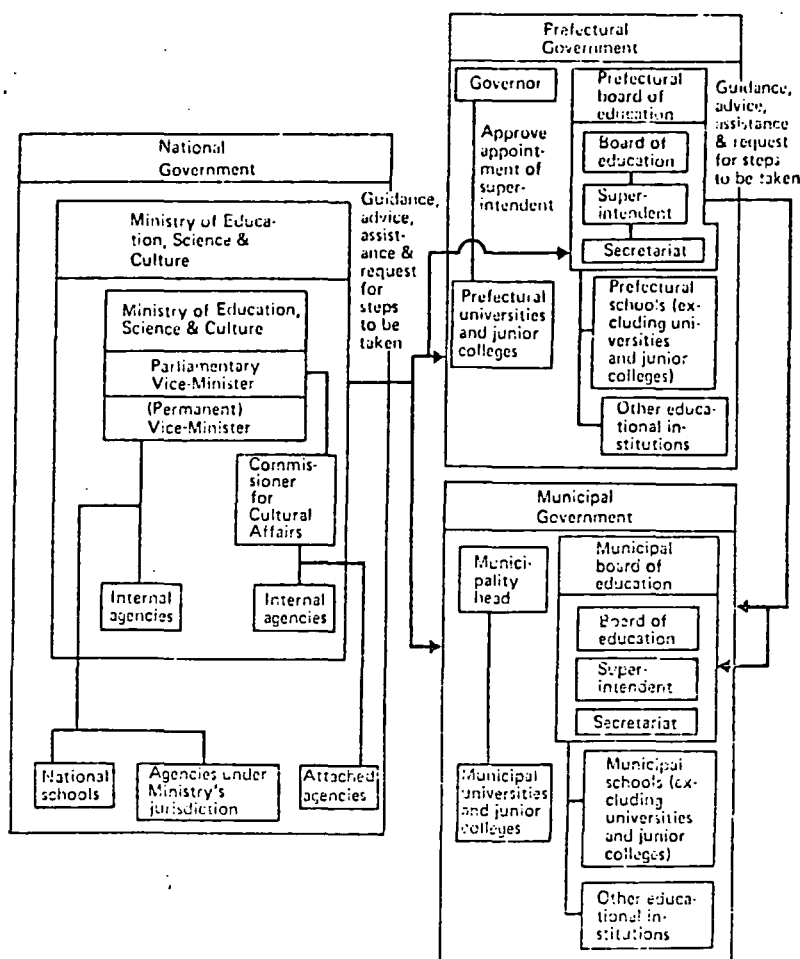 National
Government
Ministry of Educa-
tion, Science &
Culture
Ministry of Education,
Science & Culture
Parliamentary
Vice-Minister
(Permanent)
Vice-Minister
Commis-
sioner
for
Cultural
Affairs
Internal
agencies
Internal
agencies
National
schools
Agencies under
Ministry's
jurisdiction
Attached
agencies
Guidance,
advice,
assist-
ance &
request
for
steps
to be
taken
Prefectural
Government
Governor
Approve
appoint-
ment of
super-
intendent
Prefectural
universities
and junior
colleges
Prefectural
board of
education
Board of
education
Super-
intendent
Secretariat
Prefectural
schools (ex-
cluding uni-
versities
and junior
colleges)
Other educa-
tional in-
stitutions
Guidance,
advice,
assistance
& request
for steps
to be taken
Municipal
Government
Munici-
pality
head
Municipal
universities
and junior
colleges
Municipal
board of
education
Board of
education
Super-
intendent
Secretariat
Municipal
schools (ex-
cluding
universities
and junior
colleges)
Other educa-
tional in-
stitutions